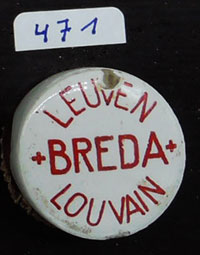 471
LEUVEN
+BREDA+
LOUVAIN